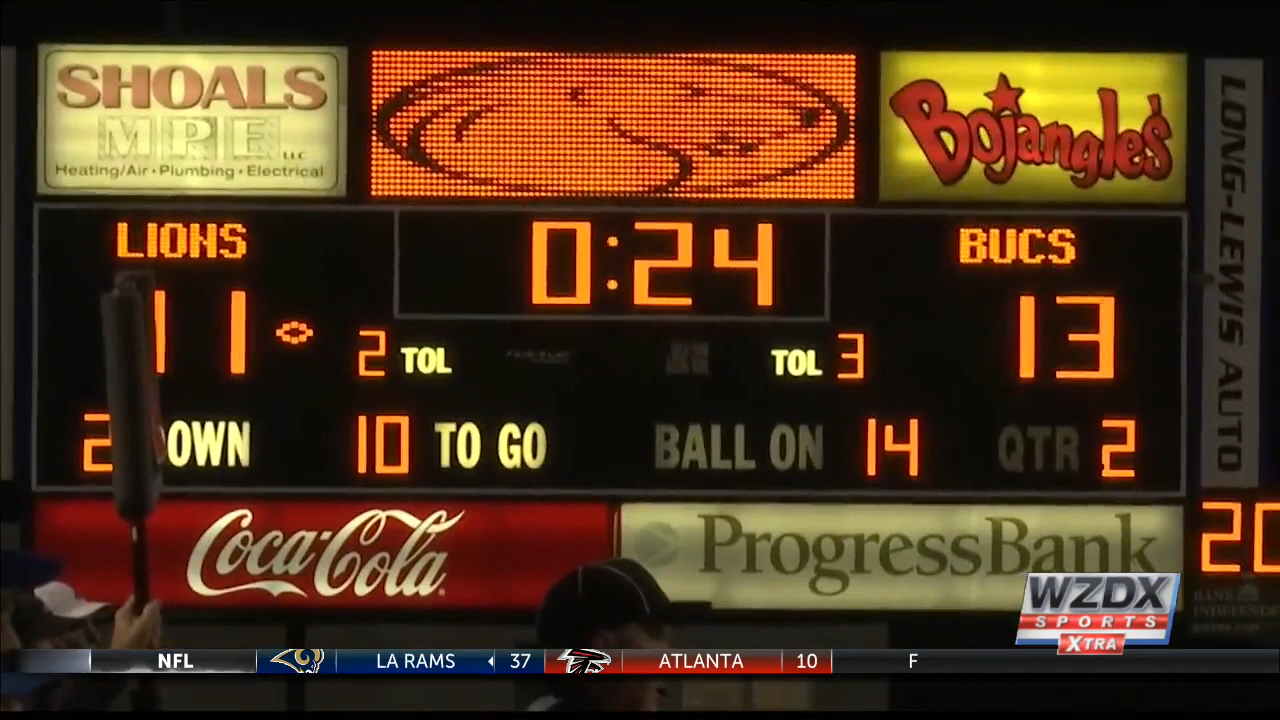 SHOALS
MPE LLC
Heating/Air • Plumbing • Electrical
Bojangles'
LONG-LEWIS AUTO
LIONS
0:24
BUCS
11
2 TOL
TOL 3
13
2 OWN
10 TO GO
BALL ON 14
QTR 2
Coca-Cola
ProgressBank
20
WZDX
SPORTS
XTRA
NFL LA RAMS 37 ATLANTA 10 F